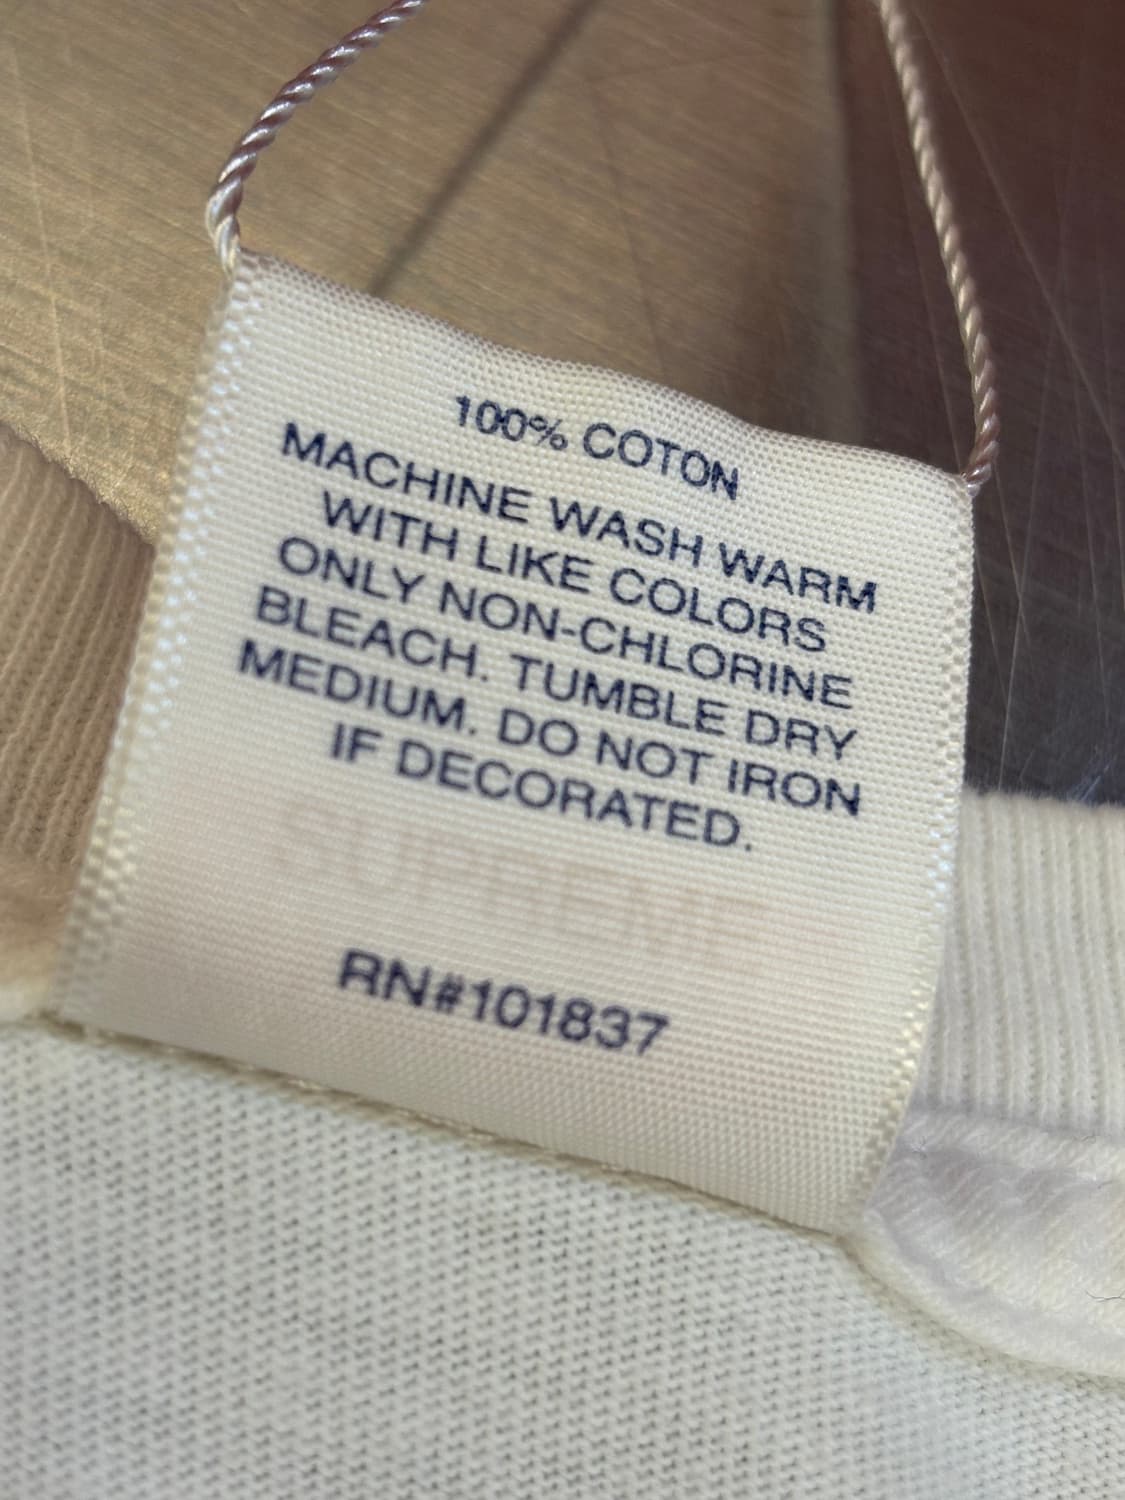 100% COTON
MACHINE WASH WARM
WITH LIKE COLORS
ONLY NON-CHLORINE
BLEACH. TUMBLE DRY
MEDIUM. DO NOT IRON
IF DECORATED.
SUPREME
RN#101837